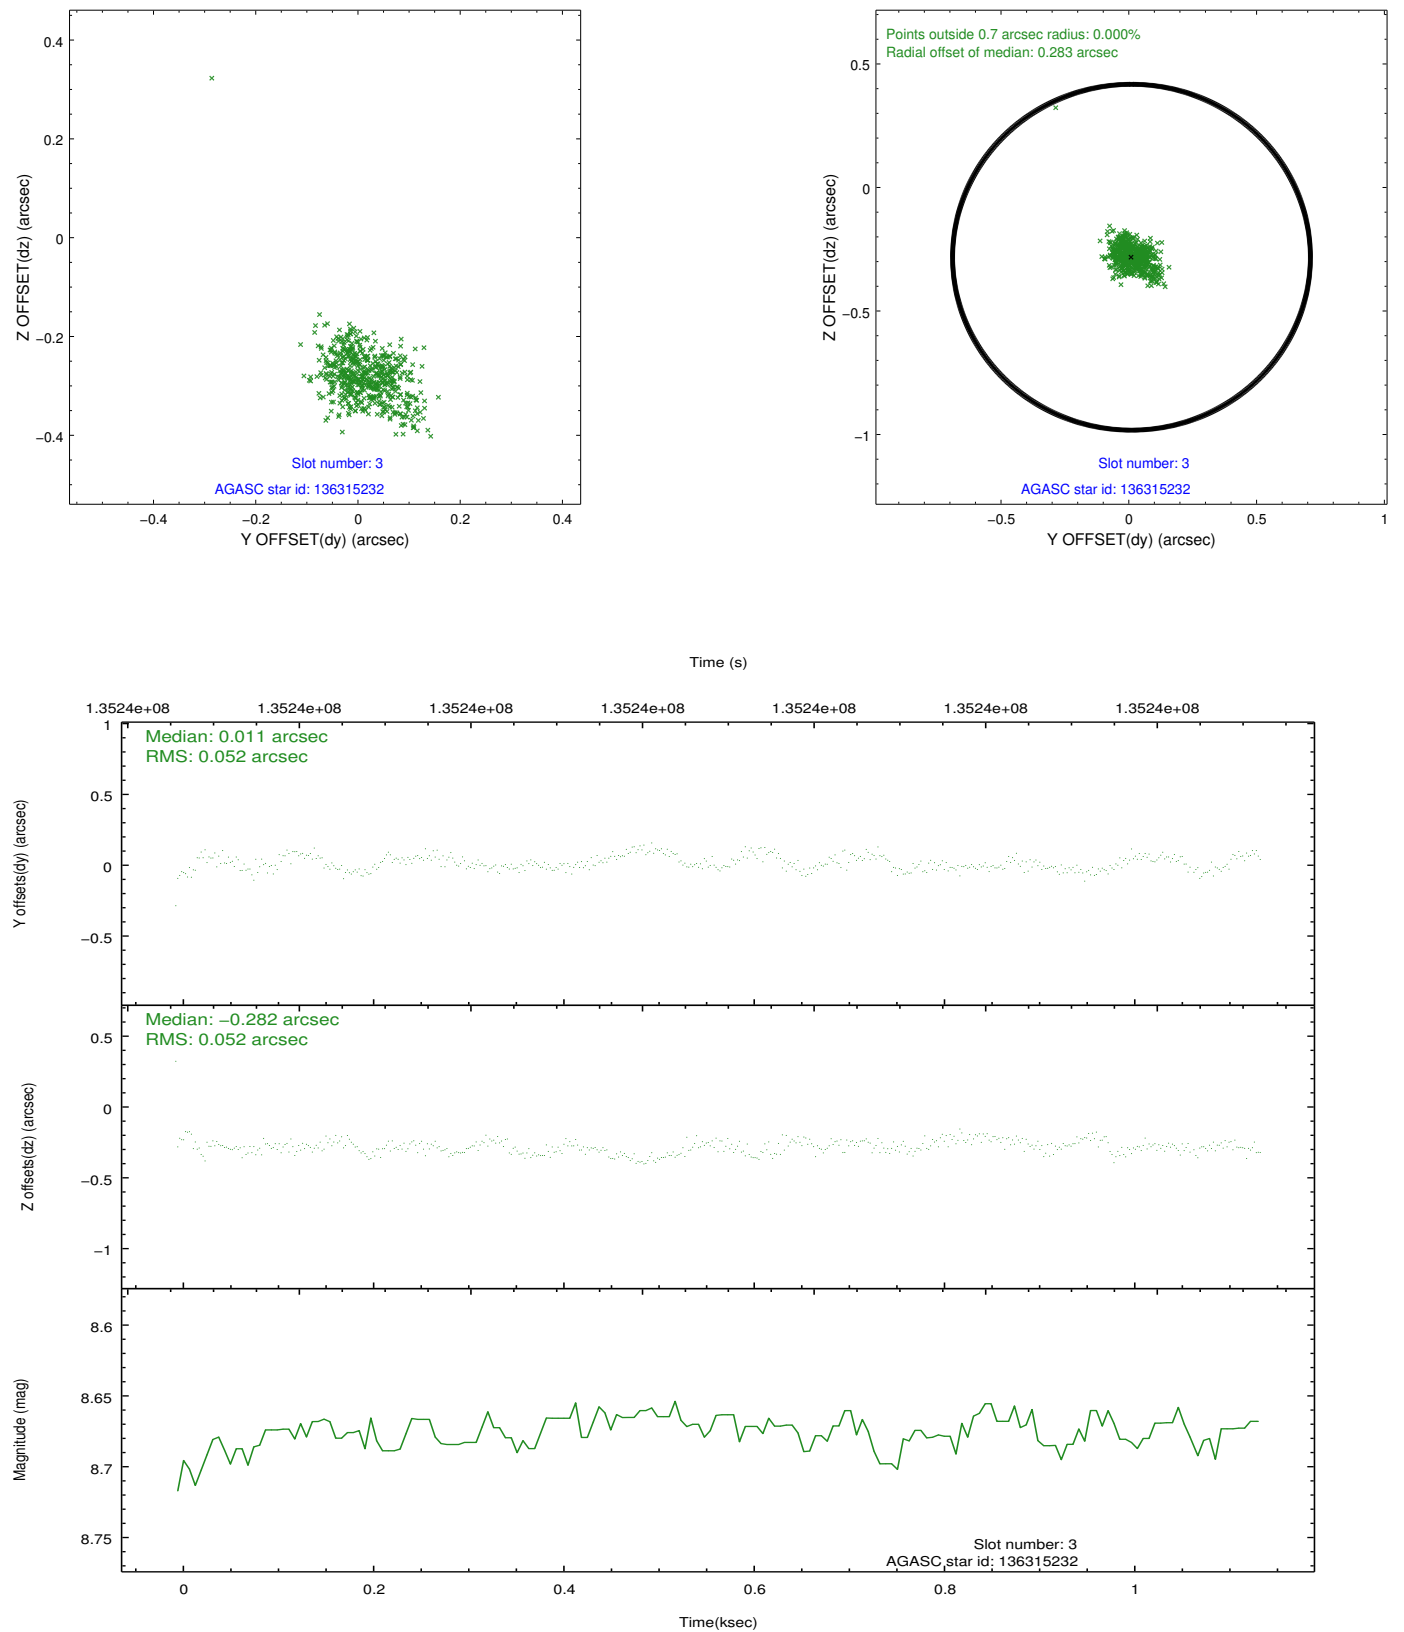 0.4
0.2
0
−0.2
−0.4
Z OFFSET(dz) (arcsec)
Slot number: 3
AGASC star id: 136315232
−0.4 −0.2 0 0.2 0.4
Y OFFSET(dy) (arcsec)
Points outside 0.7 arcsec radius: 0.000%
Radial offset of median: 0.283 arcsec
0.5
0
−0.5
−1
Z OFFSET(dz) (arcsec)
Slot number: 3
AGASC star id: 136315232
−0.5 0 0.5 1
Y OFFSET(dy) (arcsec)
Time (s)
1.3524e+08 1.3524e+08 1.3524e+08 1.3524e+08 1.3524e+08 1.3524e+08 1.3524e+08
Median: 0.011 arcsec
RMS: 0.052 arcsec
1
0.5
0
−0.5
Y offsets(dy) (arcsec)
Median: −0.282 arcsec
RMS: 0.052 arcsec
0.5
0
−0.5
−1
Z offsets(dz) (arcsec)
8.6
8.65
8.7
8.75
Magnitude (mag)
Slot number: 3
AGASC star id: 136315232
0 0.2 0.4 0.6 0.8 1
Time(ksec)